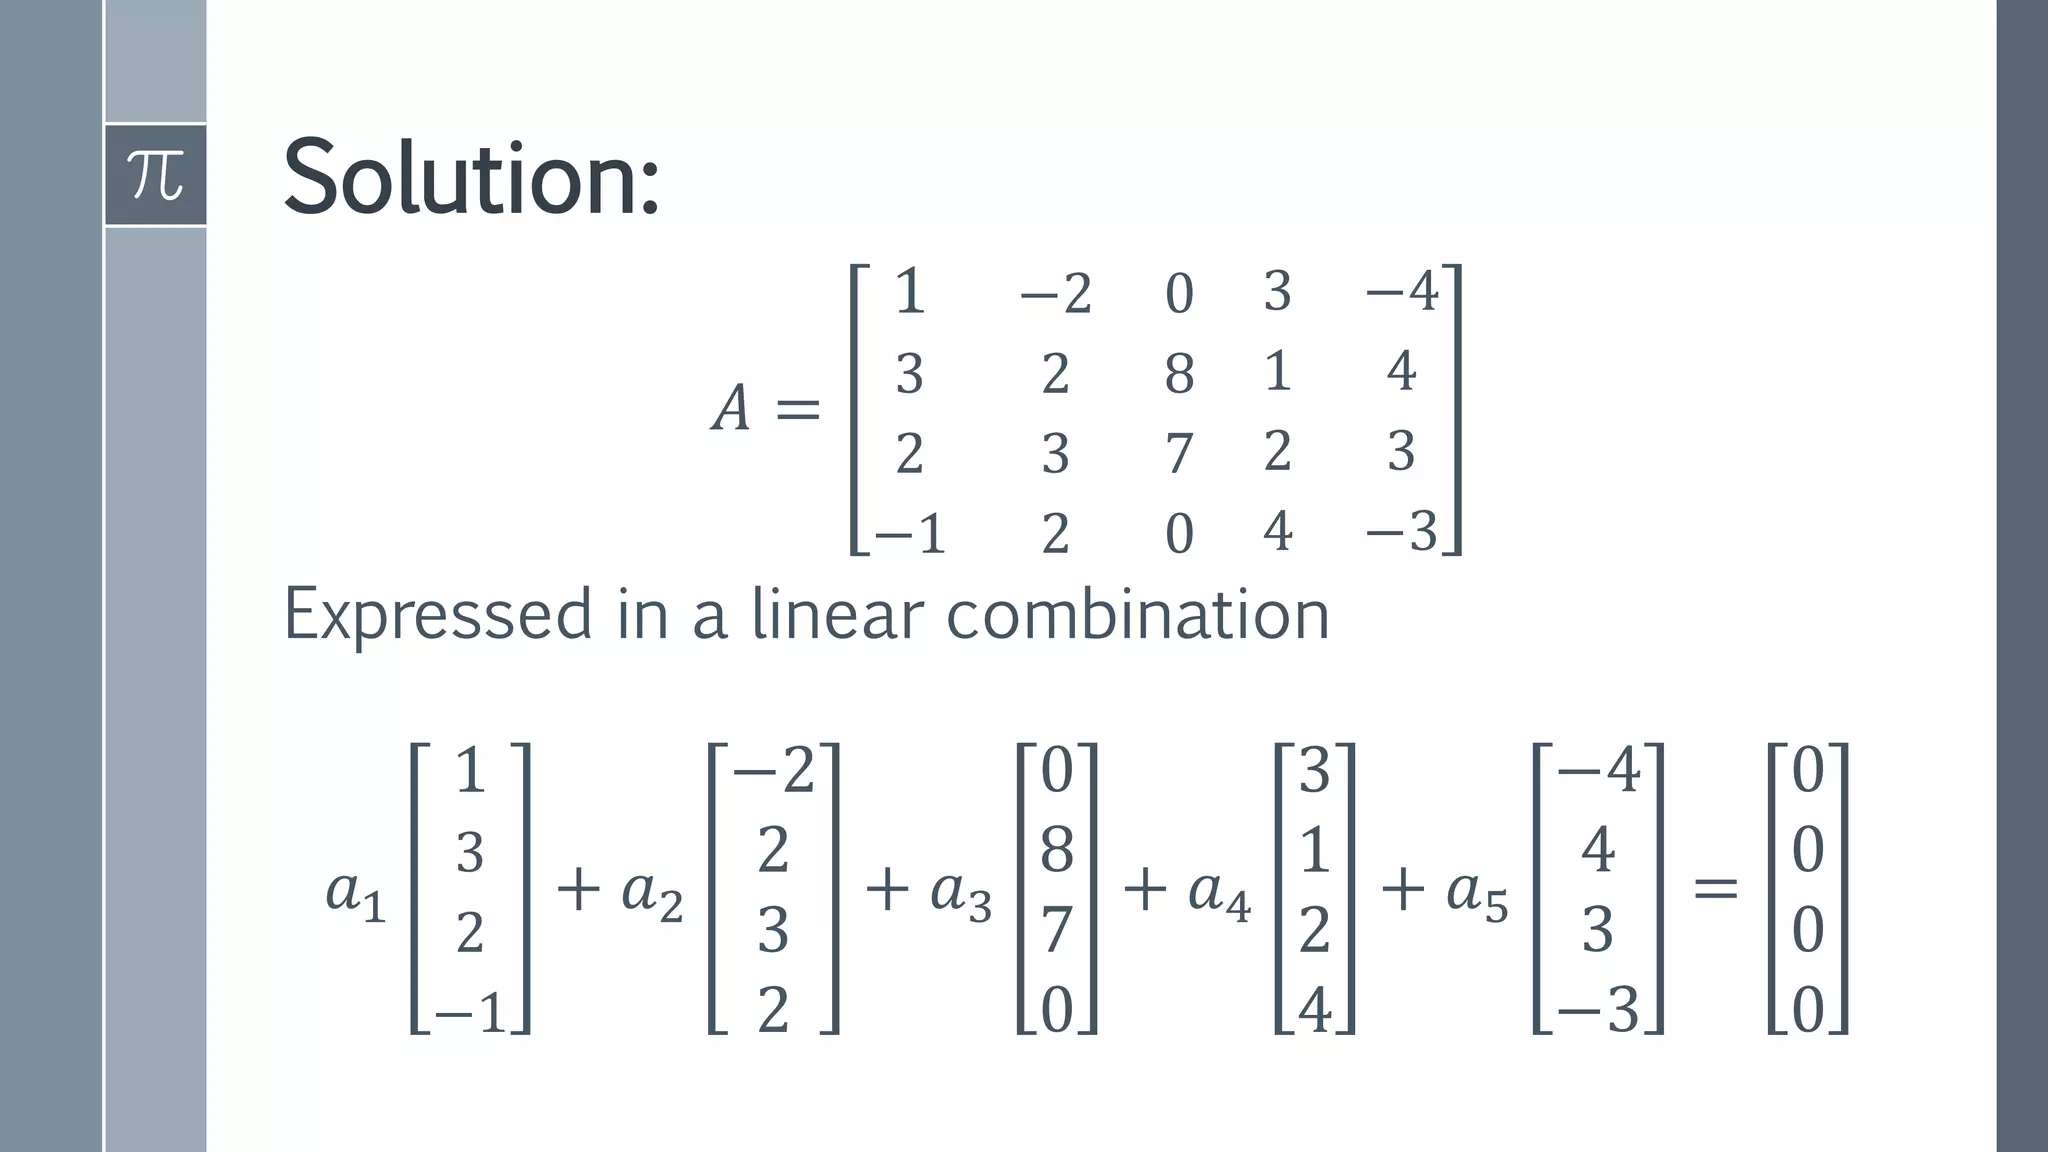 π
Solution:
A = [1 −2 0 3 −4
3 2 8 1 4
2 3 7 2 3
−1 2 0 4 −3]
Expressed in a linear combination
a₁ [1 3 2 −1] + a₂ [−2 2 3 2] + a₃ [0 8 7 0] + a₄ [3 1 2 4] + a₅ [−4 4 3 −3] = [0 0 0 0]